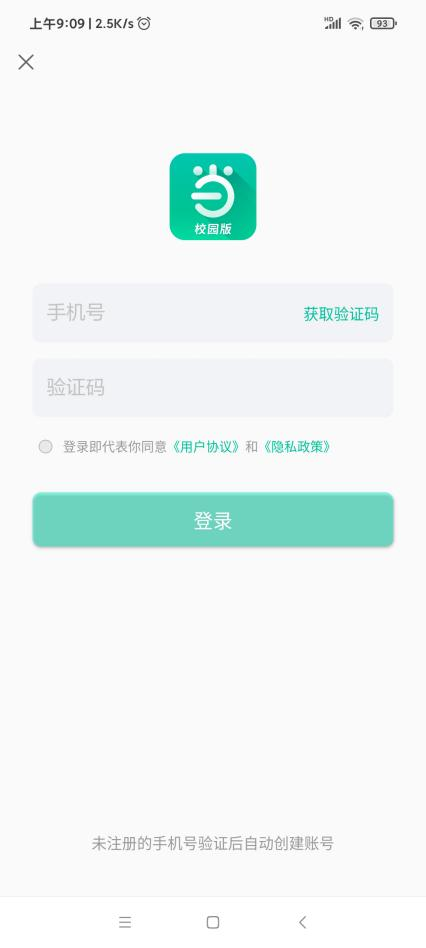 上午9:09 | 2.5K/s
HD
93
校园版
手机号
获取验证码
验证码
登录即代表你同意《用户协议》和《隐私政策》
登录
未注册的手机号验证后自动创建账号